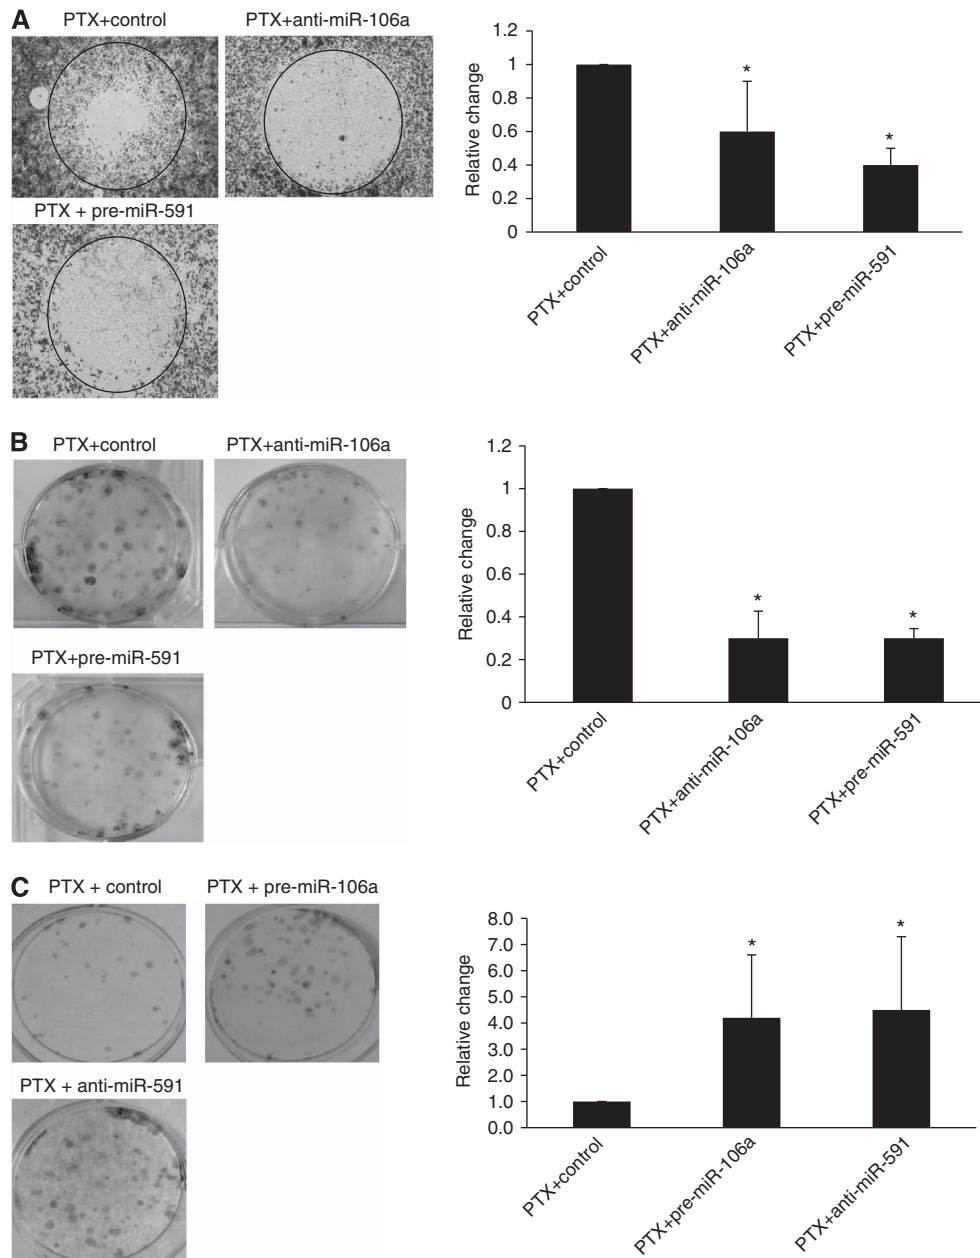 A
PTX+control
PTX+anti-miR-106a
PTX + pre-miR-591
1.2
1
0.8
0.6
0.4
0.2
0
Relative change
*
*
PTX+control
PTX+anti-miR-106a
PTX+pre-miR-591
B
PTX+control
PTX+anti-miR-106a
PTX+pre-miR-591
1.2
1
0.8
0.6
0.4
0.2
0
Relative change
*
*
PTX+control
PTX+anti-miR-106a
PTX+pre-miR-591
C
PTX + control
PTX + pre-miR-106a
PTX + anti-miR-591
8.0
7.0
6.0
5.0
4.0
3.0
2.0
1.0
0.0
Relative change
*
*
PTX+control
PTX+pre-miR-106a
PTX+anti-miR-591